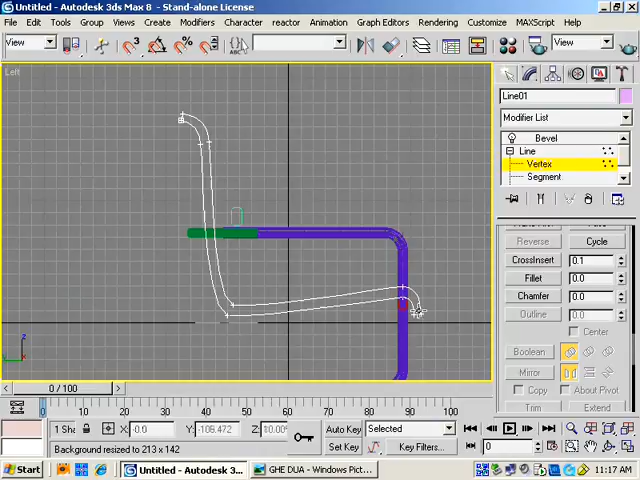 Untitled - Autodesk 3ds Max 8 - Stand-alone License
File Edit Tools Group Views Create Modifiers Character reactor Animation Graph Editors Rendering Customize MAXScript Help
View
View
Left
Line01
Modifier List
Bevel
Line
Vertex
Segment
Reverse Cycle
CrossInsert 0.1
Fillet 0.0
Chamfer 0.0
Outline 0.0
Center
Boolean
Mirror
Copy About Pivot
Trim Extend
0 / 100
0 10 20 30 40 50 60 70 80 90 100
1 Sha X: -0.0 Y: -106.472 Z: Auto Key Selected
Background resized to 213 x 142 Set Key Key Filters... 0
Start Untitled - Autodesk 3... GHE DUA - Windows Pict... 11:17 AM